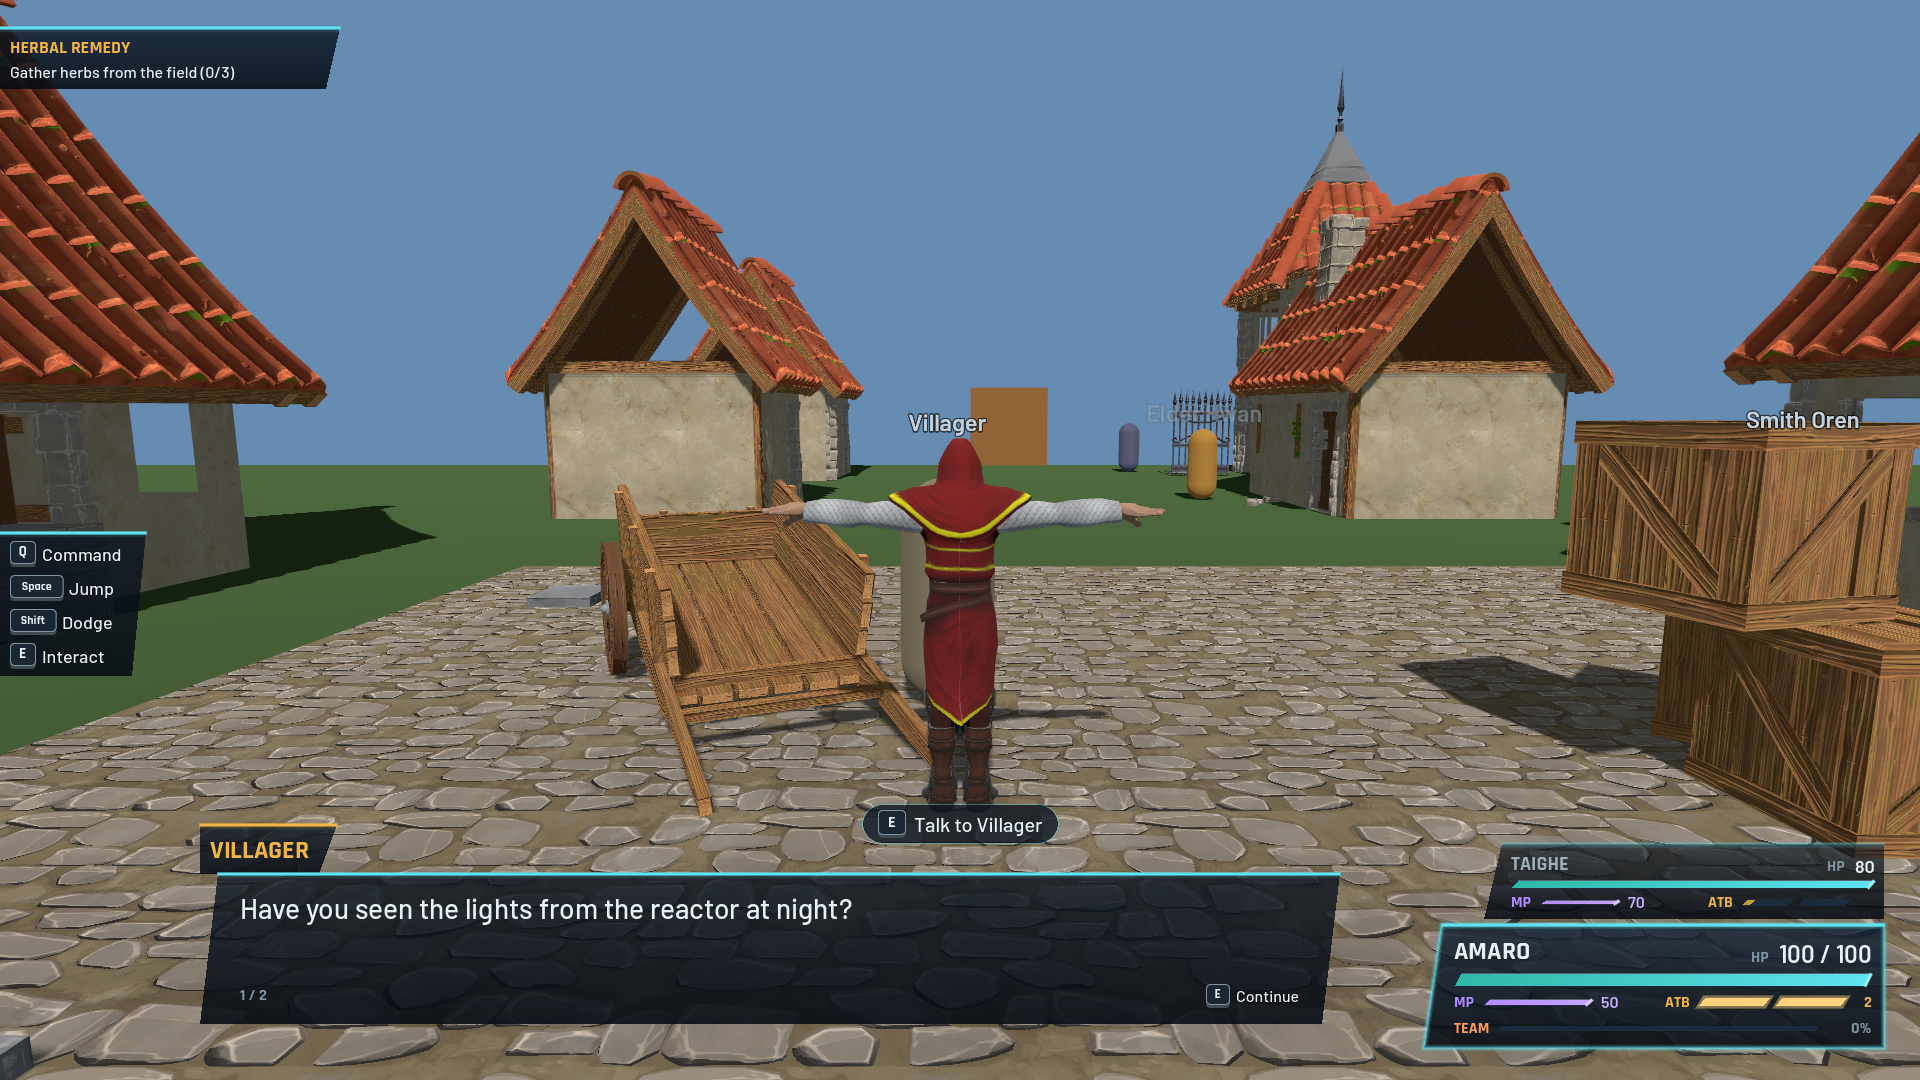 HERBAL REMEDY
Gather herbs from the field (0/3)
Villager
Smith Oren
Q Command
Space Jump
Shift Dodge
E Interact
E Talk to Villager
VILLAGER
Have you seen the lights from the reactor at night?
1 / 2
E Continue
TAIGHE HP 80
MP 70 ATB
AMARO HP 100 / 100
MP 50 ATB 2
TEAM 0%